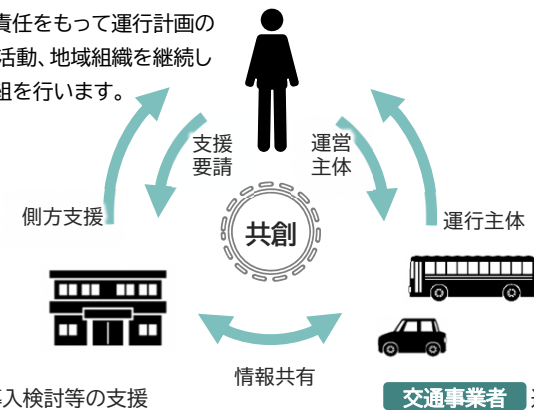 責任をもって運行計画の
活動、地域組織を継続し
組を行います。
支援
要請
運営
主体
側方支援
共創
運行主体
情報共有
導入検討等の支援
交通事業者